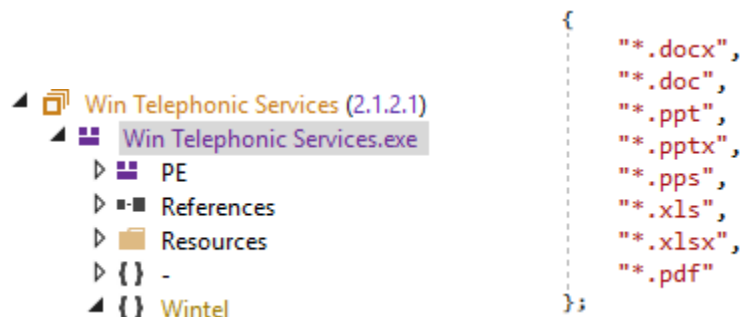 Win Telephonic Services (2.1.2.1)
Win Telephonic Services.exe
PE
References
Resources
{ } -
{ } Wintel
{
"*.docx",
"*.doc",
"*.ppt",
"*.pptx",
"*.pps",
"*.xls",
"*.xlsx",
"*.pdf"
};